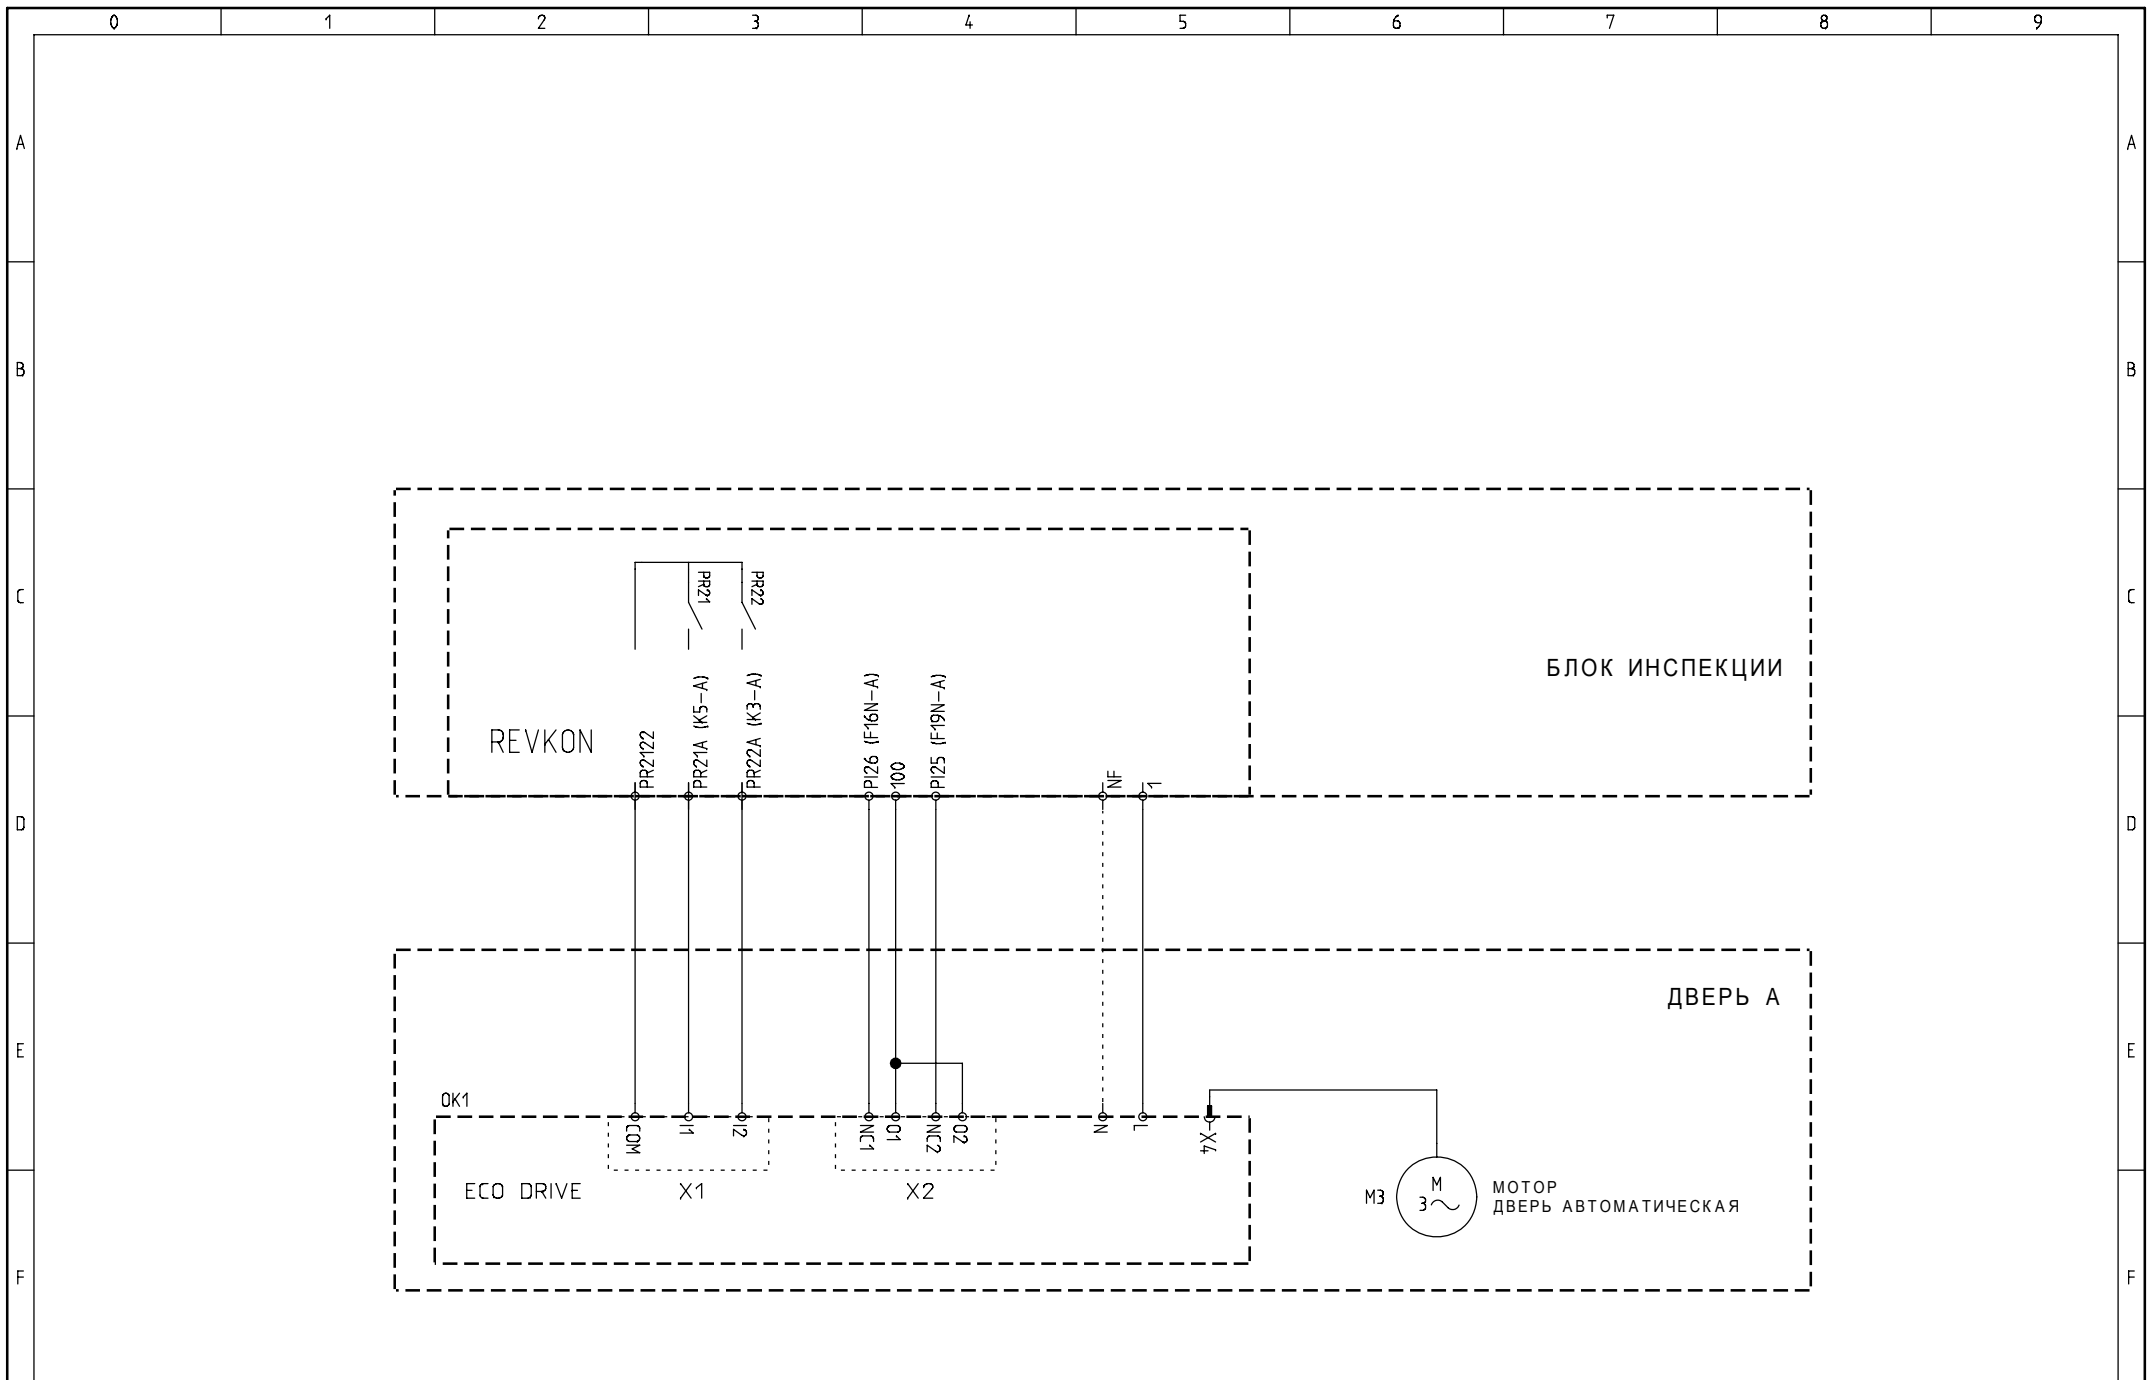 0 1 2 3 4 5 6 7 8 9
A A
B B
C C
PR21
PR22
БЛОК ИНСПЕКЦИИ
REVKON
PR2122
PR21A (K5-A)
PR22A (K3-A)
PI26 (F16N-A)
100
PI25 (F19N-A)
NF
1
D D
ДВЕРЬ А
E E
OK1
COM
I1
I2
NC1
O1
NC2
O2
N
L
-X4
ECO DRIVE
X1
X2
M3
M
3
МОТОР
ДВЕРЬ АВТОМАТИЧЕСКАЯ
F F